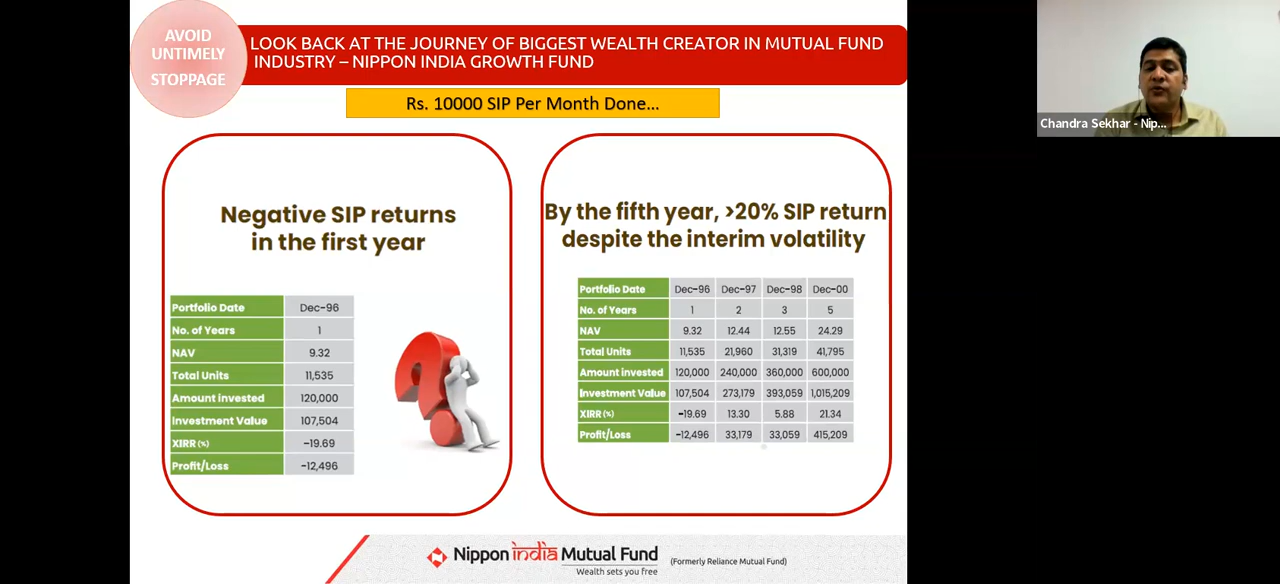 AVOID
UNTIMELY
STOPPAGE
LOOK BACK AT THE JOURNEY OF BIGGEST WEALTH CREATOR IN MUTUAL FUND
INDUSTRY – NIPPON INDIA GROWTH FUND
Rs. 10000 SIP Per Month Done...
Negative SIP returns
in the first year
Portfolio Date Dec-96
No. of Years 1
NAV 9.32
Total Units 11,535
Amount invested 120,000
Investment Value 107,504
XIRR (%) -19.69
Profit/Loss -12,496
By the fifth year, >20% SIP return
despite the interim volatility
Portfolio Date Dec-96 Dec-97 Dec-98 Dec-00
No. of Years 1 2 3 5
NAV 9.32 12.44 12.55 24.29
Total Units 11,535 21,960 31,319 41,795
Amount invested 120,000 240,000 360,000 600,000
Investment Value 107,504 273,179 393,059 1,015,209
XIRR (%) -19.69 13.30 5.88 21.34
Profit/Loss -12,496 33,179 33,059 415,209
Nippon india Mutual Fund
Wealth sets you free
(Formerly Reliance Mutual Fund)
Chandra Sekhar - Nip...